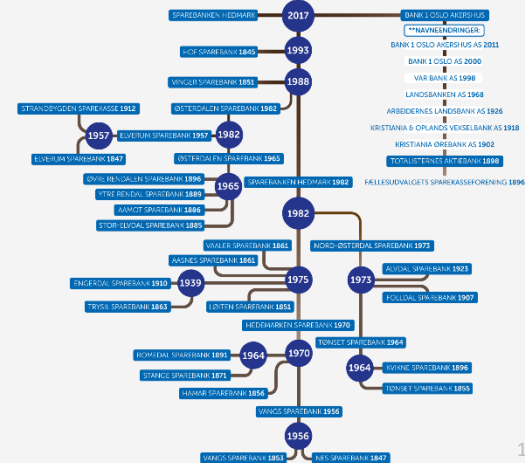 SPAREBANKEN HEDMARK
2017
BANK 1 OSLO AKERSHUS
**NAVNEENDRINGER:
BANK 1 OSLO AKERSHUS AS 2011
BANK 1 OSLO AS 2000
VÅR BANK AS 1998
LANDSBANKEN AS 1968
ARBEIDERNES LANDSBANK AS 1926
KRISTIANIA & OPLANDS VEKSELBANK AS 1918
KRISTIANIA ØREBANK AS 1902
TOTALISTERNES AKTIEBANK 1898
FÆLLESUDVALGETS SPAREKASSEFORENING 1896
HOF SPAREBANK 1845
1993
VINGER SPAREBANK 1851
1988
STRANDBYGDEN SPAREKASSE 1912
ØSTERDALEN SPAREBANK 1982
1957
ELVERUM SPAREBANK 1957
1982
ELVERUM SPAREBANK 1847
ØSTERDALEN SPAREBANK 1965
ØVRE RENDALEN SPAREBANK 1896
YTRE RENDAL SPAREBANK 1889
1965
SPAREBANKEN HEDMARK 1982
AAMOT SPAREBANK 1886
STOR-ELVDAL SPAREBANK 1885
1982
VAALER SPAREBANK 1861
NORD-ØSTERDAL SPAREBANK 1973
AASNES SPAREBANK 1861
ENGERDAL SPAREBANK 1910
1939
1975
1973
ALVDAL SPAREBANK 1923
TRYSIL SPAREBANK 1863
LØITEN SPAREBANK 1851
FOLLDAL SPAREBANK 1907
HEDEMARKEN SPAREBANK 1970
TØNSET SPAREBANK 1964
ROMEDAL SPAREBANK 1891
1964
1970
STANGE SPAREBANK 1871
1964
KVIKNE SPAREBANK 1896
HAMAR SPAREBANK 1856
TØNSET SPAREBANK 1855
VANGS SPAREBANK 1956
1956
VANGS SPAREBANK 1853
NES SPAREBANK 1847
1